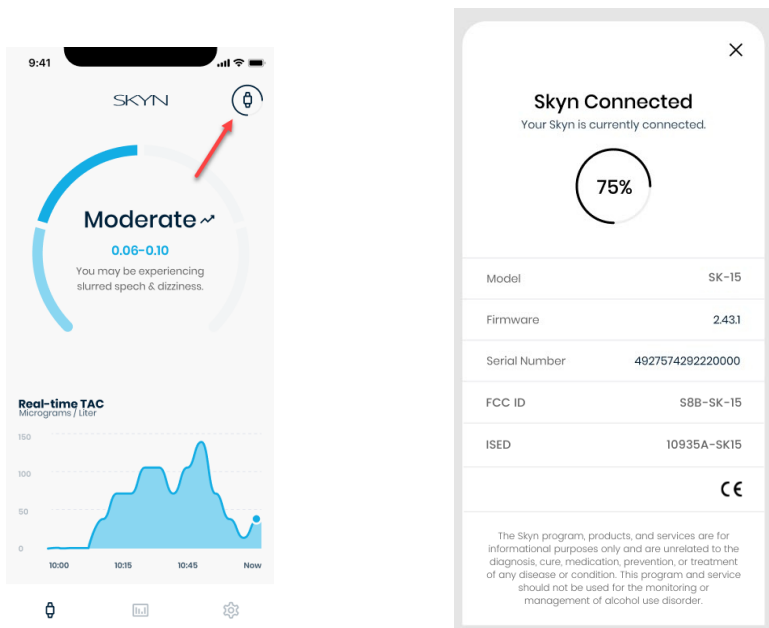 9:41
SKYN
Moderate
0.06-0.10
You may be experiencing
slurred spech & dizziness.
Real-time TAC
Micrograms / Liter
150
100
50
0
10:00 10:15 10:45 Now
Skyn Connected
Your Skyn is currently connected.
75%
Model SK-15
Firmware 2.43.1
Serial Number 4927574292220000
FCC ID S8B-SK-15
ISED 10935A-SK15
CE
The Skyn program, products, and services are for
informational purposes only and are unrelated to the
diagnosis, cure, medication, prevention, or treatment
of any disease or condition. This program and service
should not be used for the monitoring or
management of alcohol use disorder.